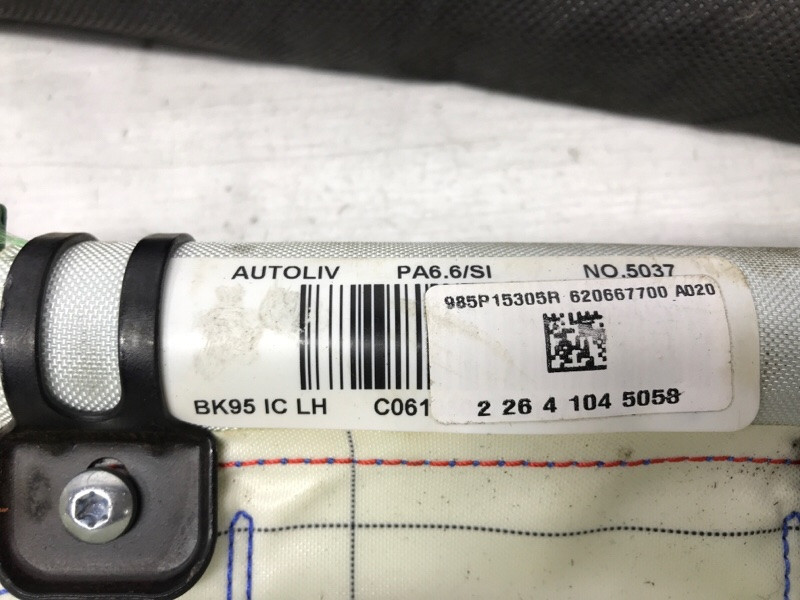 AUTOLIV PA6.6/SI NO.5037
985P15305R 620667700 A020
BK95 IC LH C061
2 26 4 104 5058